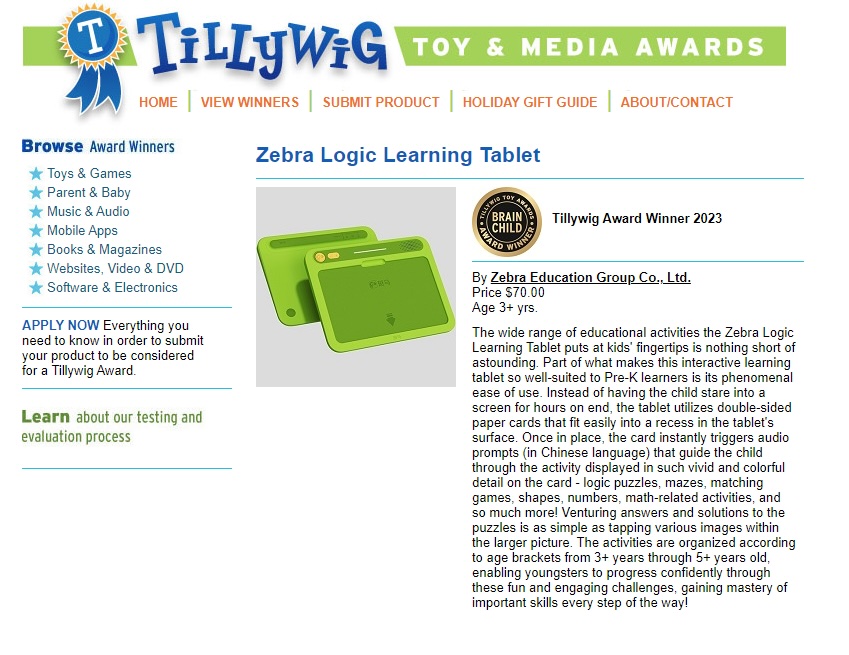 T TILLYWIG TOY & MEDIA AWARDS
HOME VIEW WINNERS SUBMIT PRODUCT HOLIDAY GIFT GUIDE ABOUT/CONTACT
Browse Award Winners
Toys & Games
Parent & Baby
Music & Audio
Mobile Apps
Books & Magazines
Websites, Video & DVD
Software & Electronics
APPLY NOW Everything you
need to know in order to submit
your product to be considered
for a Tillywig Award.
Learn about our testing and
evaluation process
Zebra Logic Learning Tablet
TILLYWIG TOY AWARDS
BRAIN
CHILD
AWARD WINNER
Tillywig Award Winner 2023
By Zebra Education Group Co., Ltd.
Price $70.00
Age 3+ yrs.
The wide range of educational activities the Zebra Logic
Learning Tablet puts at kids' fingertips is nothing short of
astounding. Part of what makes this interactive learning
tablet so well-suited to Pre-K learners is its phenomenal
ease of use. Instead of having the child stare into a
screen for hours on end, the tablet utilizes double-sided
paper cards that fit easily into a recess in the tablet's
surface. Once in place, the card instantly triggers audio
prompts (in Chinese language) that guide the child
through the activity displayed in such vivid and colorful
detail on the card - logic puzzles, mazes, matching
games, shapes, numbers, math-related activities, and
so much more! Venturing answers and solutions to the
puzzles is as simple as tapping various images within
the larger picture. The activities are organized according
to age brackets from 3+ years through 5+ years old,
enabling youngsters to progress confidently through
these fun and engaging challenges, gaining mastery of
important skills every step of the way!